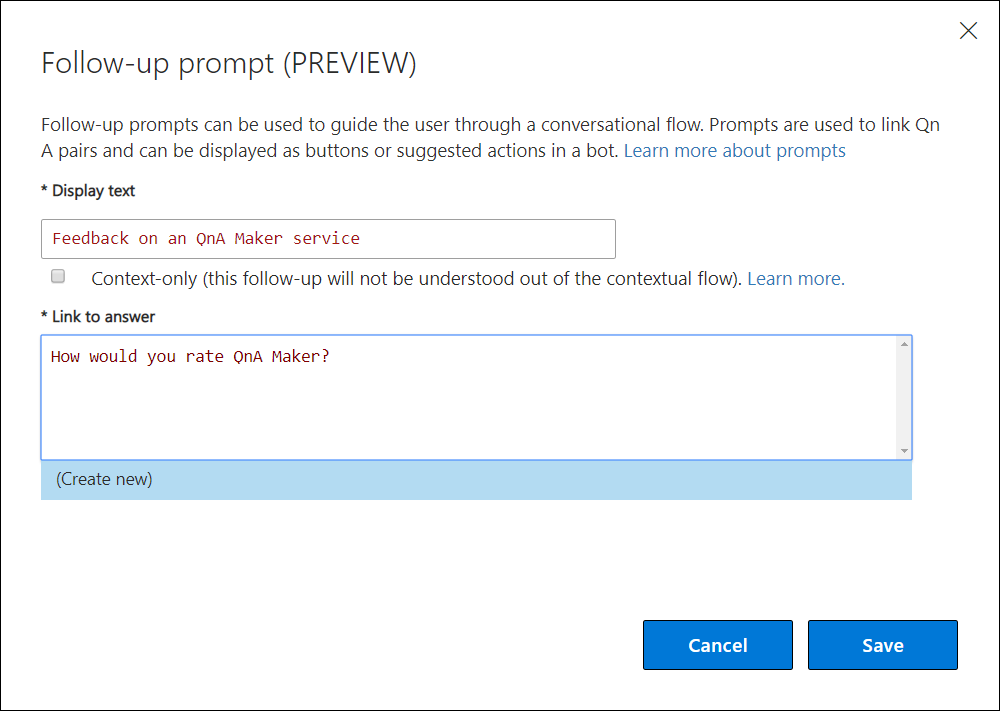 Follow-up prompt (PREVIEW)
Follow-up prompts can be used to guide the user through a conversational flow. Prompts are used to link Qn
A pairs and can be displayed as buttons or suggested actions in a bot. Learn more about prompts
* Display text
Feedback on an QnA Maker service
Context-only (this follow-up will not be understood out of the contextual flow). Learn more.
* Link to answer
How would you rate QnA Maker?
(Create new)
Cancel Save